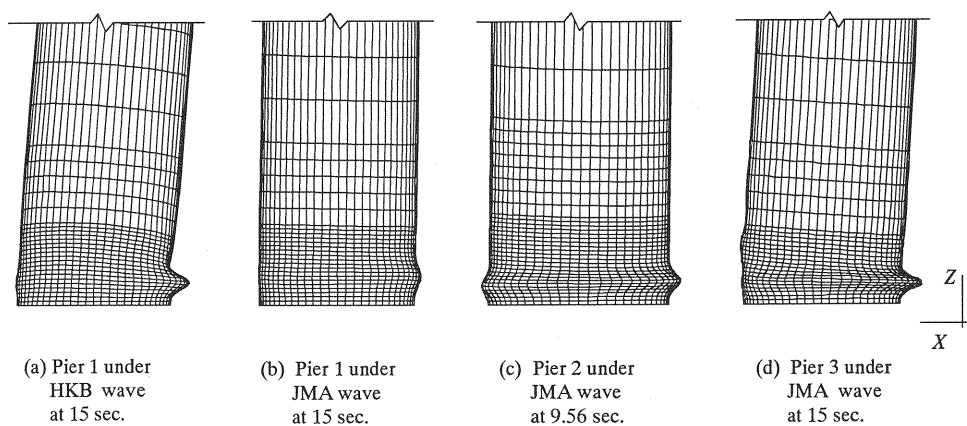 Z
X
(a) Pier 1 under
HKB wave
at 15 sec.
(b) Pier 1 under
JMA wave
at 15 sec.
(c) Pier 2 under
JMA wave
at 9.56 sec.
(d) Pier 3 under
JMA wave
at 15 sec.